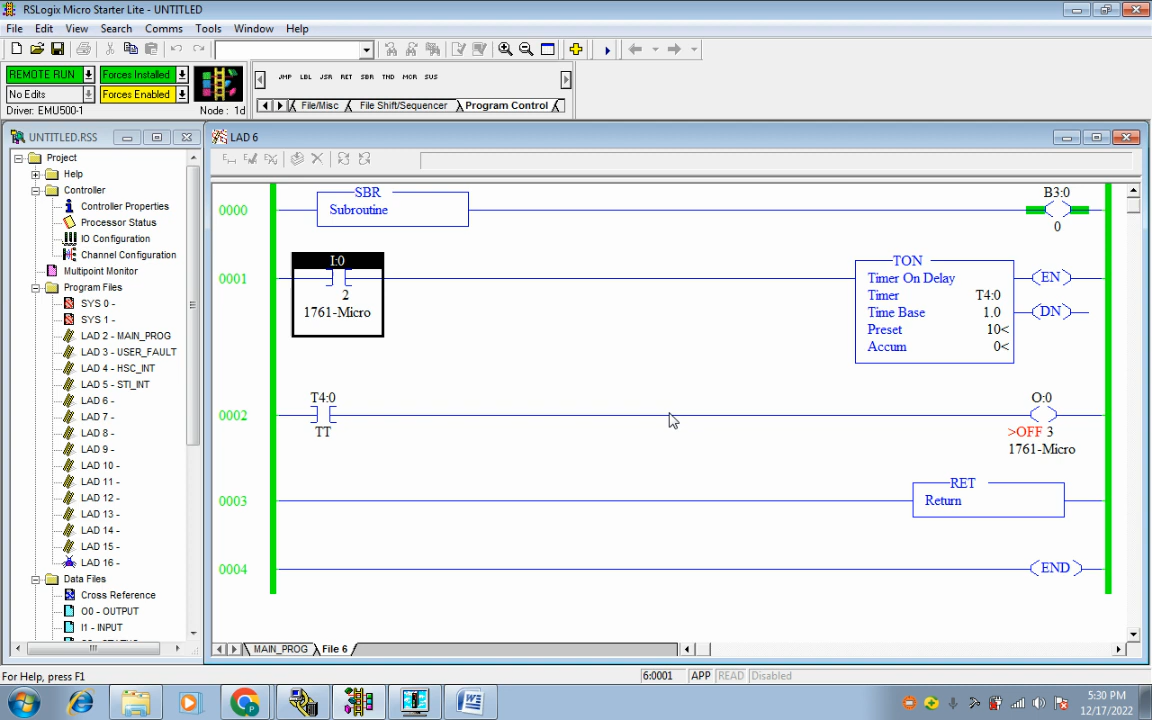 RSLogix Micro Starter Lite - UNTITLED
File Edit View Search Comms Tools Window Help
REMOTE RUN Forces Installed
No Edits Forces Enabled
Driver: EMU500-1 Node : 1d
JMP LBL JSR RET SBR TND MCR SUS
File/Misc File Shift/Sequencer Program Control
UNTITLED.RSS
Project
Help
Controller
Controller Properties
Processor Status
IO Configuration
Channel Configuration
Multipoint Monitor
Program Files
SYS 0 -
SYS 1 -
LAD 2 - MAIN_PROG
LAD 3 - USER_FAULT
LAD 4 - HSC_INT
LAD 5 - STI_INT
LAD 6 -
LAD 7 -
LAD 8 -
LAD 9 -
LAD 10 -
LAD 11 -
LAD 12 -
LAD 13 -
LAD 14 -
LAD 15 -
LAD 16 -
Data Files
Cross Reference
O0 - OUTPUT
I1 - INPUT
LAD 6
SBR B3:0
0000 Subroutine
0
I:0 TON
0001 Timer On Delay EN
2 Timer T4:0
1761-Micro Time Base 1.0 DN
Preset 10<
Accum 0<
T4:0 O:0
0002
TT >OFF 3
1761-Micro
RET
0003 Return
0004 END
MAIN_PROG File 6
For Help, press F1 6:0001 APP READ Disabled
5:30 PM
12/17/2022